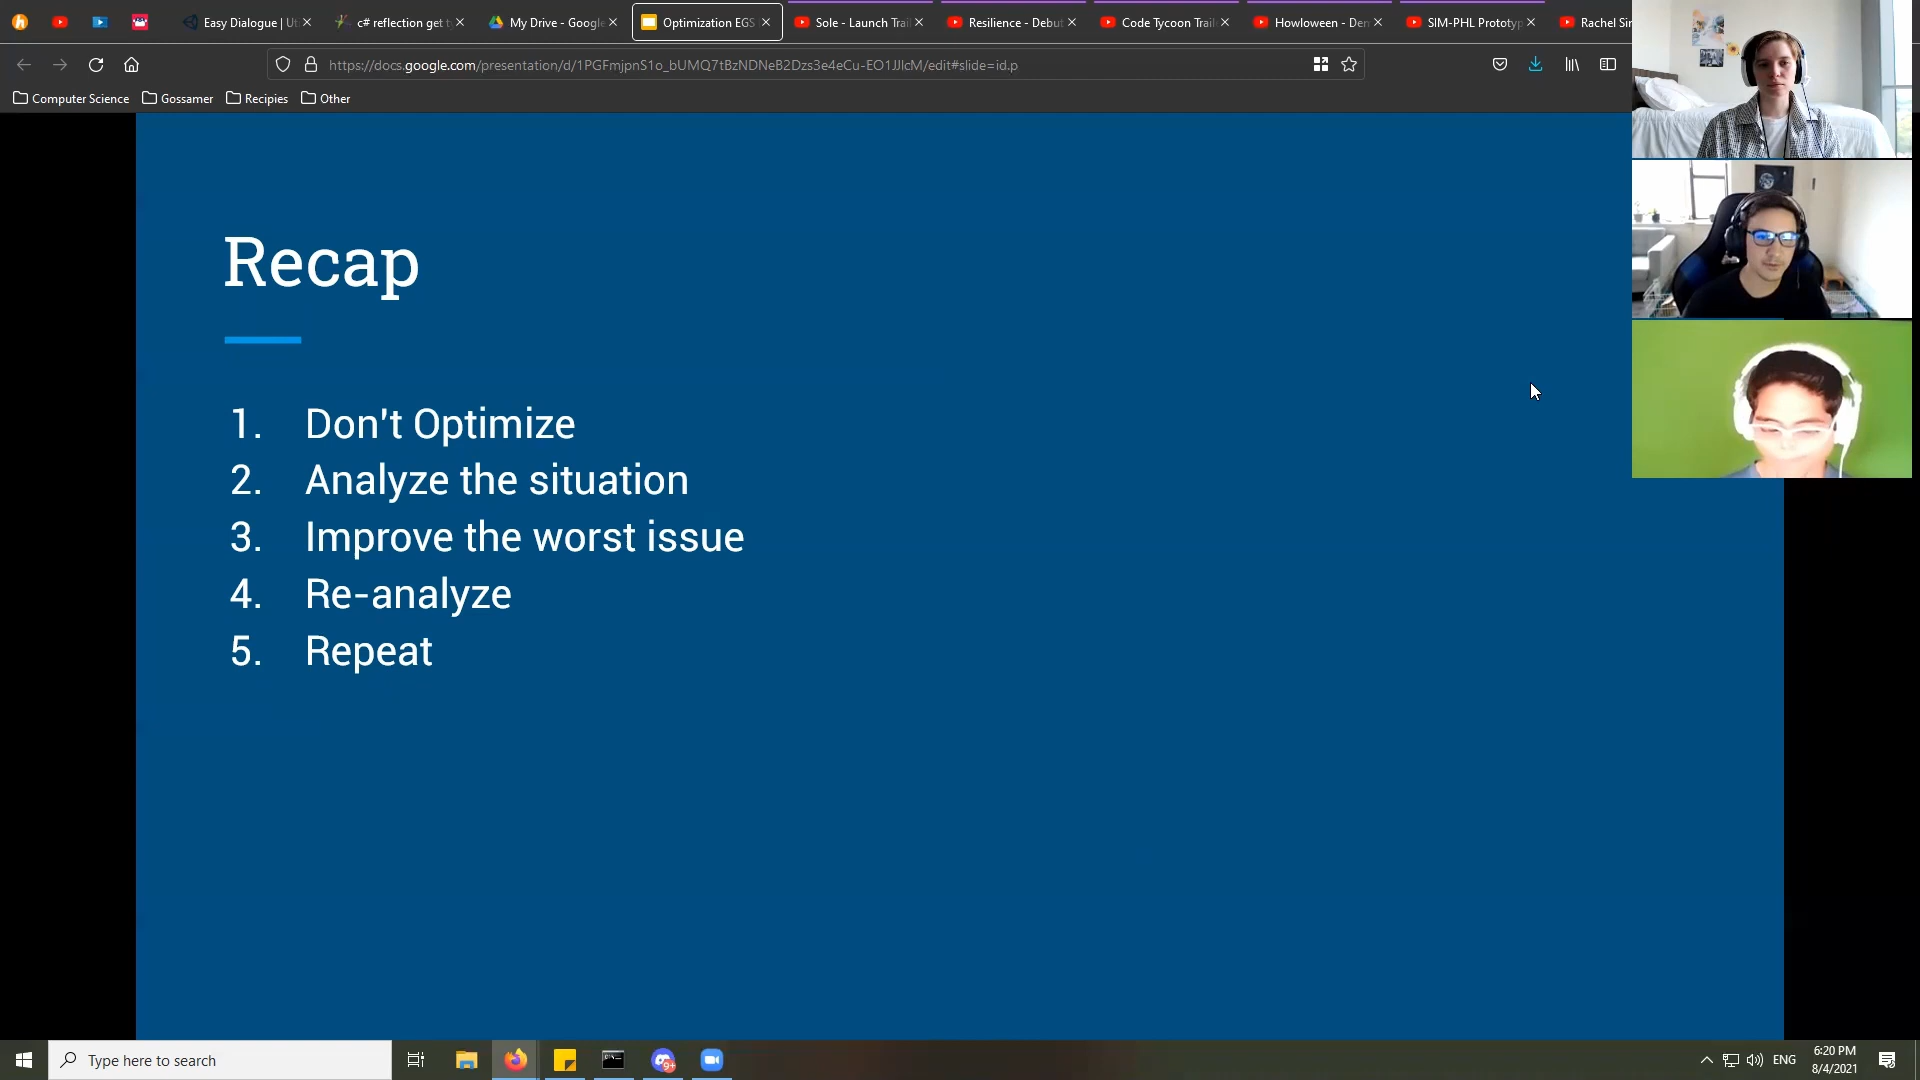 Easy Dialogue | Ut
c# reflection get ty
My Drive - Google
Optimization EGS
Sole - Launch Trail
Resilience - Debut
Code Tycoon Trail
Howloween - Dem
SIM-PHL Prototyp
Rachel Sin
https://docs.google.com/presentation/d/1PGFmjpnS1o_bUMQ7tBzNDNeB2Dzs3e4eCu-EO1JJlcM/edit#slide=id.p
Computer Science
Gossamer
Recipies
Other
Recap
1. Don't Optimize
2. Analyze the situation
3. Improve the worst issue
4. Re-analyze
5. Repeat
Type here to search
9+
ENG
6:20 PM
8/4/2021